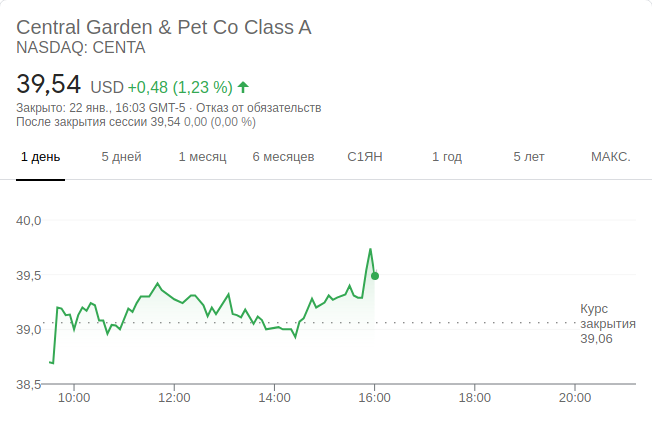 Central Garden & Pet Co Class A
NASDAQ: CENTA
39,54 USD +0,48 (1,23 %)
Закрыто: 22 янв., 16:03 GMT-5 · Отказ от обязательств
После закрытия сессии 39,54 0,00 (0,00 %)
1 день 5 дней 1 месяц 6 месяцев С1ЯН 1 год 5 лет МАКС.
40,0
39,5
39,0
38,5
Курс
закрытия
39,06
10:00 12:00 14:00 16:00 18:00 20:00